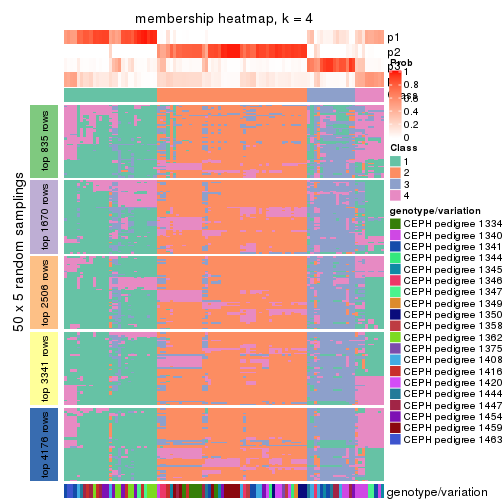 membership heatmap, k = 4
p1
p2
p3
Prob
1
0.8
0.6
0.4
0.2
0
Class
1
2
3
4
genotype/variation
CEPH pedigree 1334
CEPH pedigree 1340
CEPH pedigree 1341
CEPH pedigree 1344
CEPH pedigree 1345
CEPH pedigree 1346
CEPH pedigree 1347
CEPH pedigree 1349
CEPH pedigree 1350
CEPH pedigree 1358
CEPH pedigree 1362
CEPH pedigree 1375
CEPH pedigree 1408
CEPH pedigree 1416
CEPH pedigree 1420
CEPH pedigree 1444
CEPH pedigree 1447
CEPH pedigree 1454
CEPH pedigree 1459
CEPH pedigree 1463
50 x 5 random samplings
top 835 rows
top 1670 rows
top 2506 rows
top 3341 rows
top 4176 rows
genotype/variation